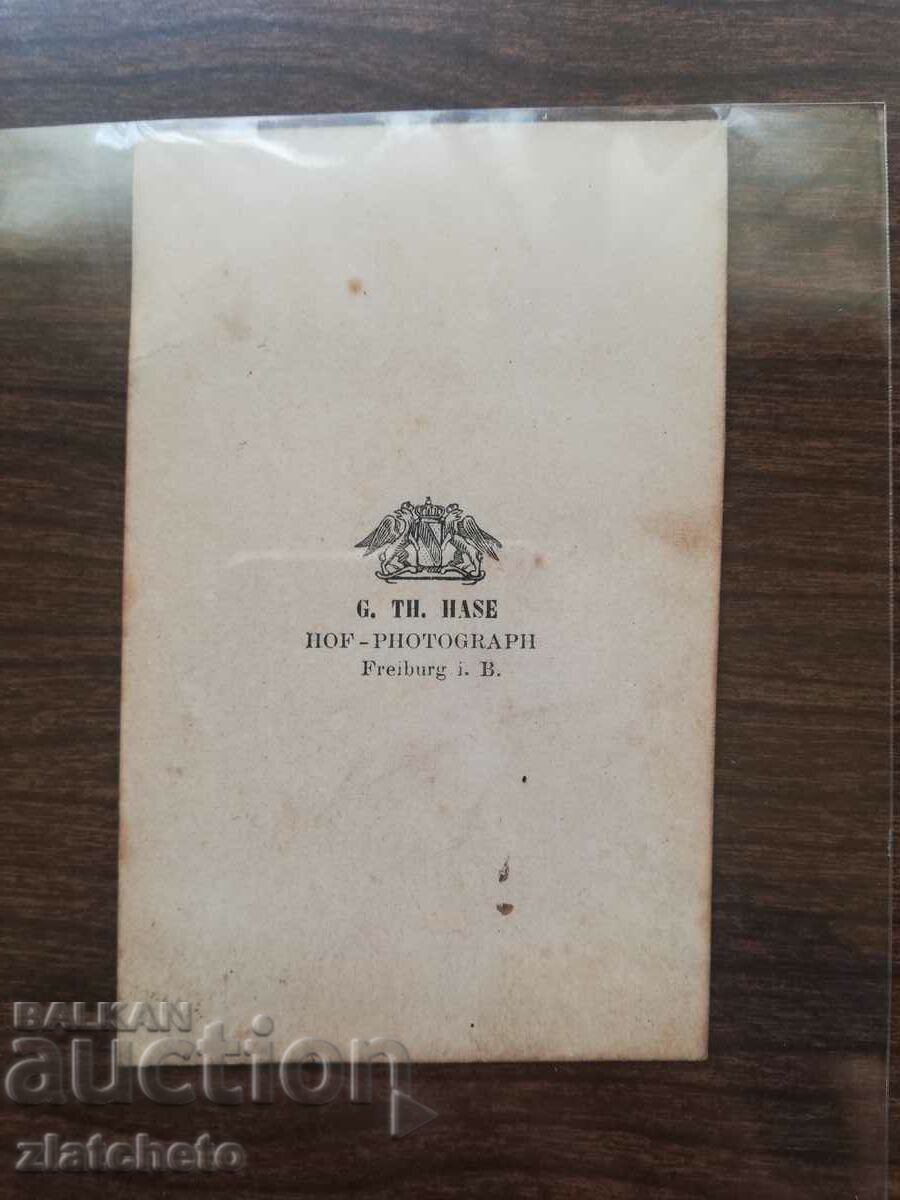 G. TH. HASE
HOF-PHOTOGRAPH
Freiburg i. B.
BALKAN
auction
zlatcheto